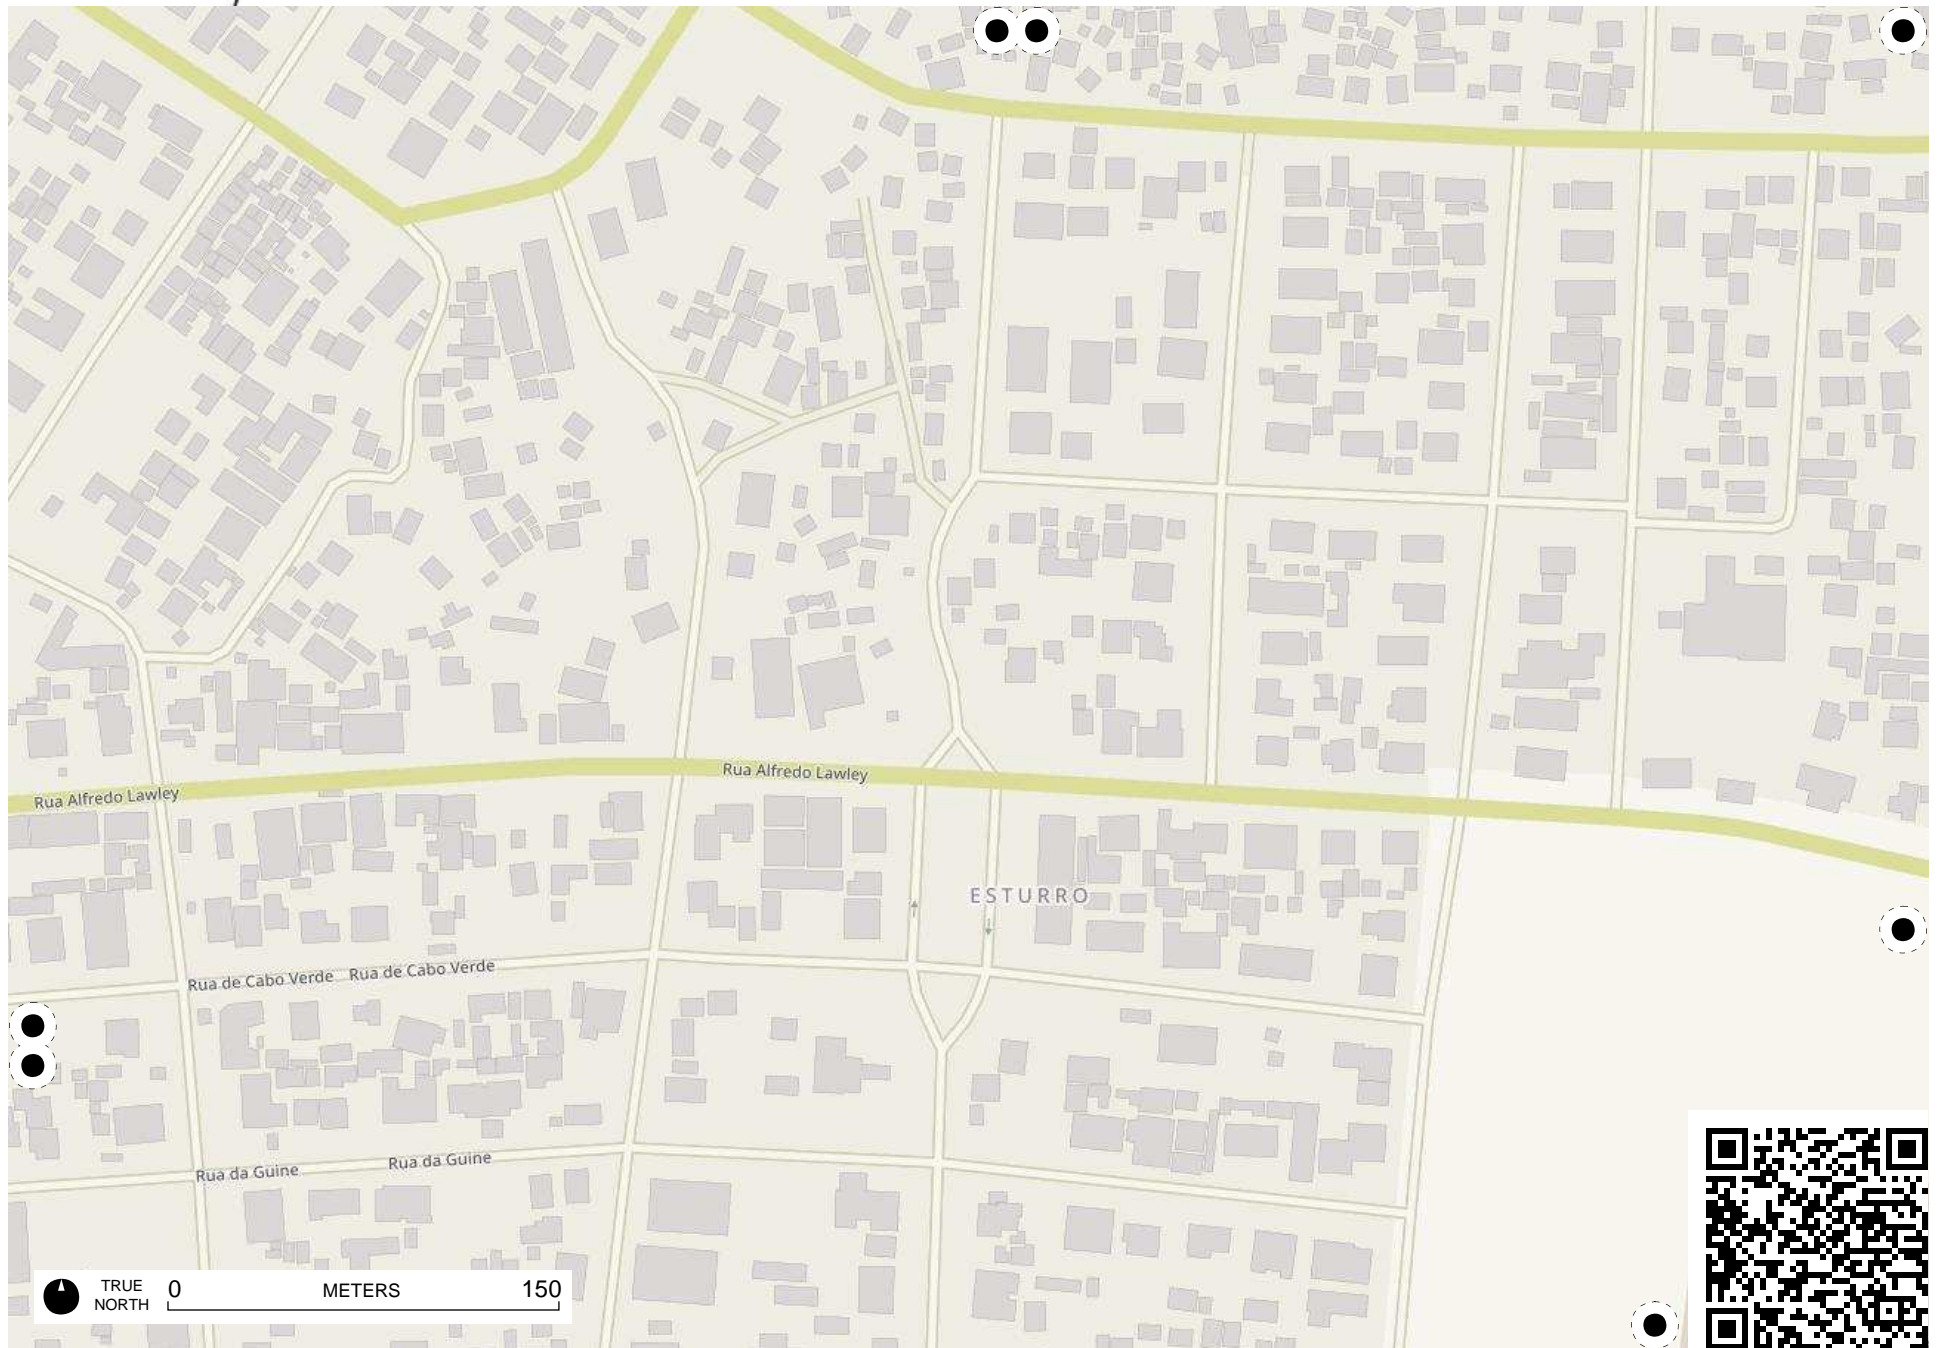 Rua Alfredo Lawley
Rua Alfredo Lawley
ESTURRO
Rua de Cabo Verde
Rua de Cabo Verde
Rua da Guine
Rua da Guine
TRUE NORTH
0 METERS 150